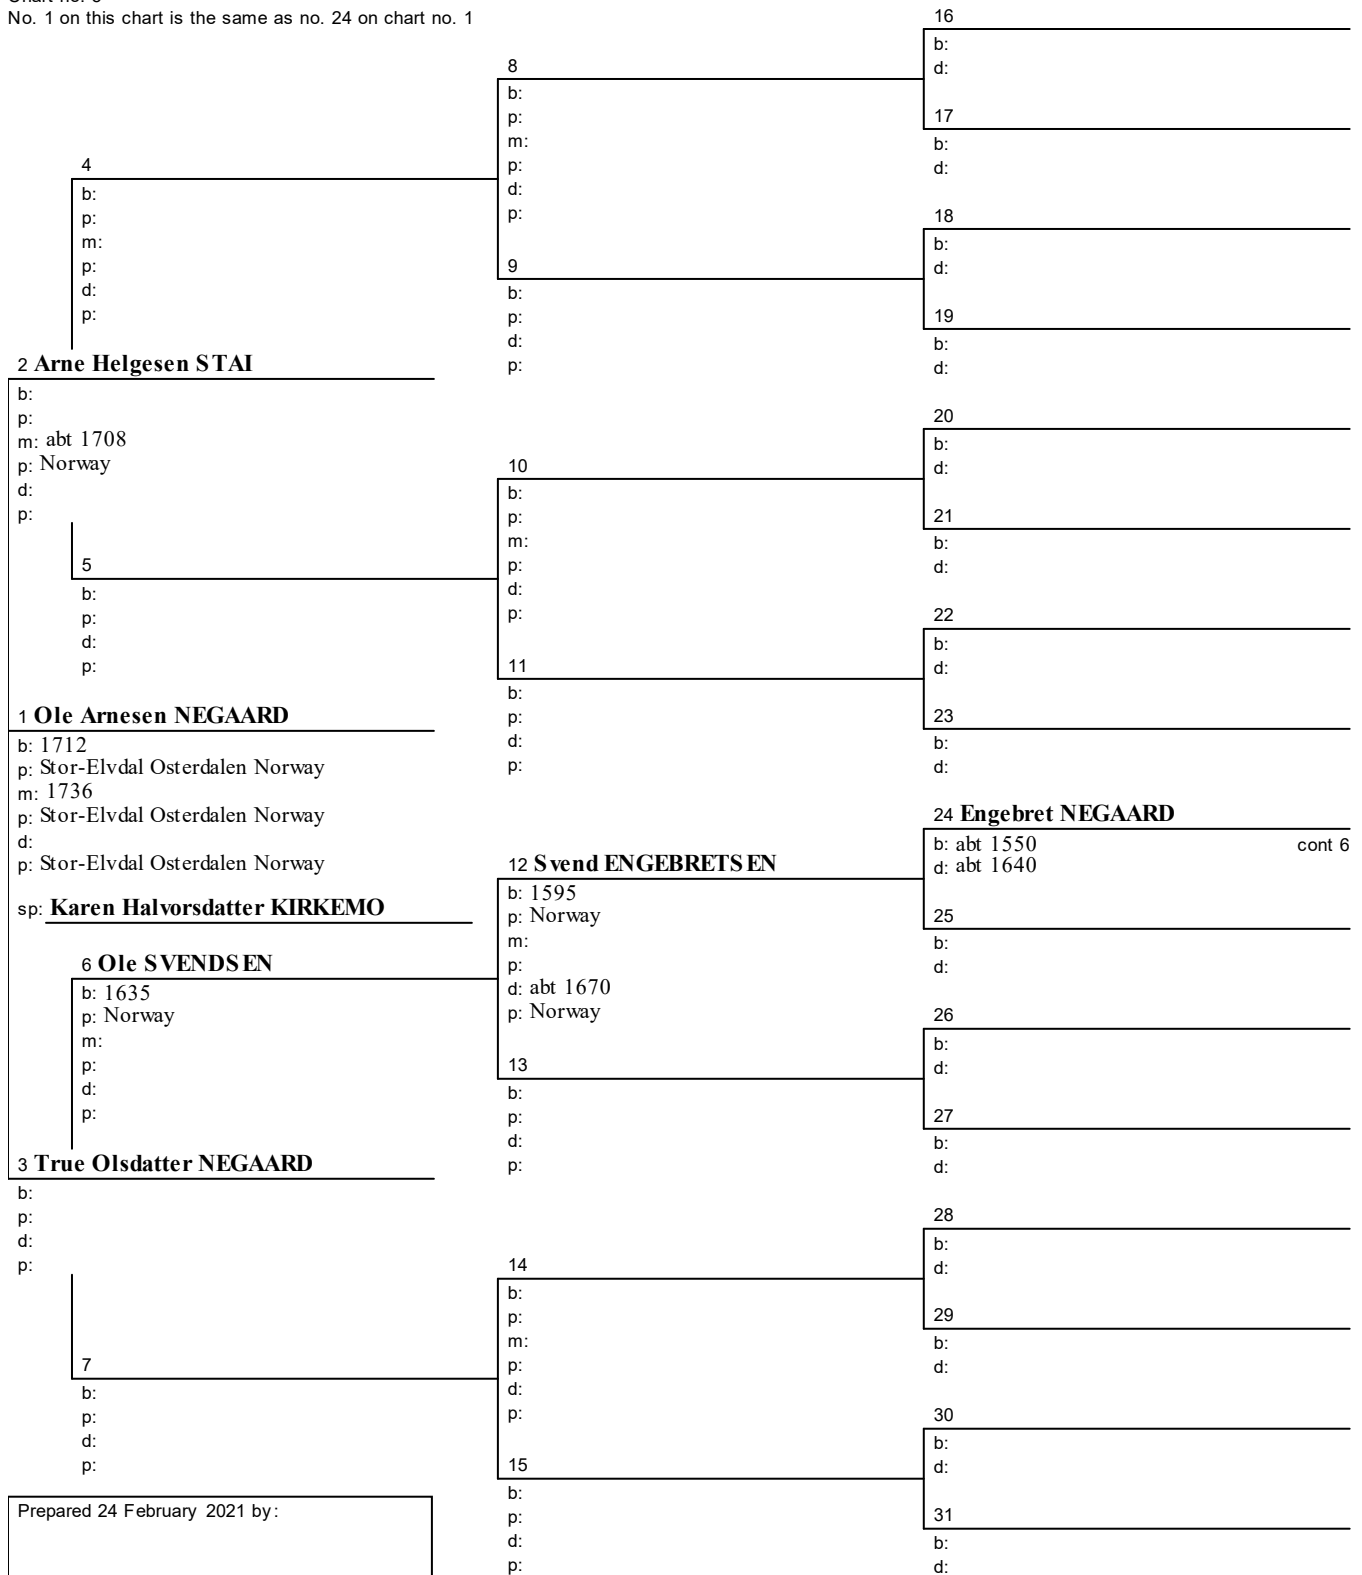 No. 1 on this chart is the same as no. 24 on chart no. 1
16
b:
d:
8
b:
p:
m:
p:
d:
p:
17
b:
d:
4
b:
p:
m:
p:
d:
p:
18
b:
d:
9
b:
p:
d:
p:
19
b:
d:
2 Arne Helgesen STAI
b:
p:
m: abt 1708
p: Norway
d:
p:
20
b:
d:
10
b:
p:
m:
p:
d:
p:
21
b:
d:
5
b:
p:
d:
p:
22
b:
d:
11
b:
p:
d:
p:
23
b:
d:
1 Ole Arnesen NEGAARD
b: 1712
p: Stor-Elvdal Osterdalen Norway
m: 1736
p: Stor-Elvdal Osterdalen Norway
d:
p: Stor-Elvdal Osterdalen Norway
sp: Karen Halvorsdatter KIRKEMO
24 Engebret NEGAARD
b: abt 1550 cont 6
d: abt 1640
12 Svend ENGEBRETSEN
b: 1595
p: Norway
m:
p:
d: abt 1670
p: Norway
25
b:
d:
6 Ole SVENDSEN
b: 1635
p: Norway
m:
p:
d:
p:
26
b:
d:
13
b:
p:
d:
p:
27
b:
d:
3 True Olsdatter NEGAARD
b:
p:
d:
p:
28
b:
d:
14
b:
p:
m:
p:
d:
p:
29
b:
d:
7
b:
p:
d:
p:
30
b:
d:
15
b:
p:
d:
p:
31
b:
d:
Prepared 24 February 2021 by: